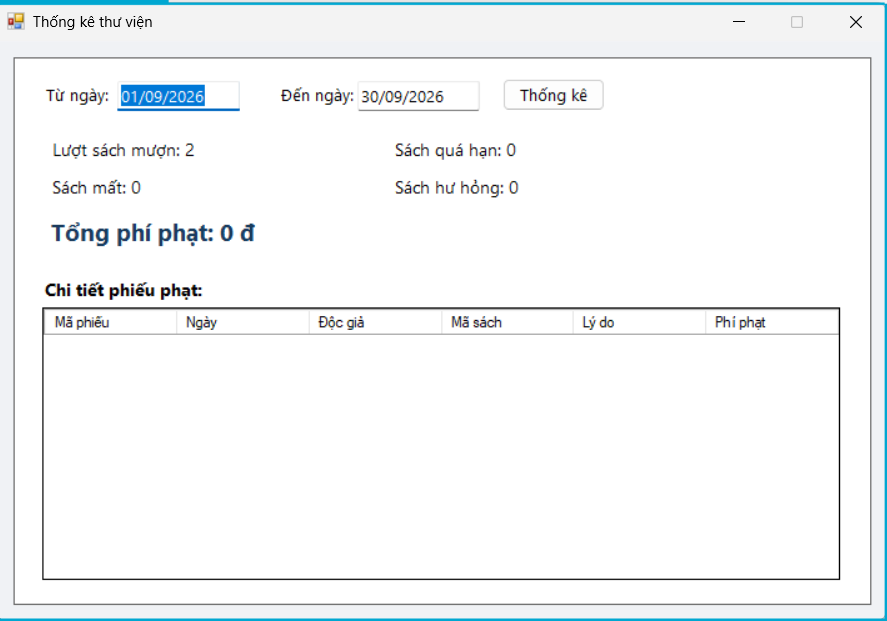 Thống kê thư viện
Từ ngày: 01/09/2026 Đến ngày: 30/09/2026 Thống kê
Lượt sách mượn: 2 Sách quá hạn: 0
Sách mất: 0 Sách hư hỏng: 0
Tổng phí phạt: 0 đ
Chi tiết phiếu phạt:
Mã phiếu Ngày Độc giả Mã sách Lý do Phí phạt